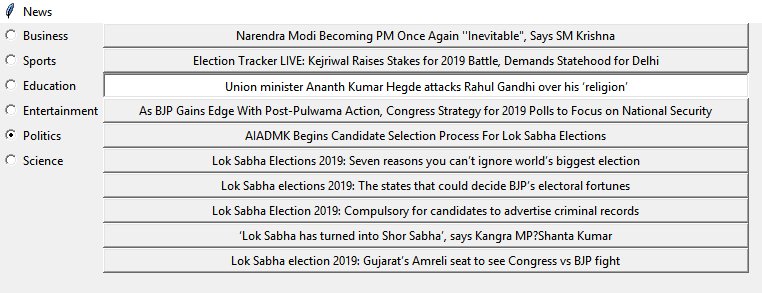 News
Business
Narendra Modi Becoming PM Once Again ''Inevitable", Says SM Krishna
Sports
Election Tracker LIVE: Kejriwal Raises Stakes for 2019 Battle, Demands Statehood for Delhi
Education
Union minister Ananth Kumar Hegde attacks Rahul Gandhi over his ‘religion’
Entertainment
As BJP Gains Edge With Post-Pulwama Action, Congress Strategy for 2019 Polls to Focus on National Security
Politics
AIADMK Begins Candidate Selection Process For Lok Sabha Elections
Science
Lok Sabha Elections 2019: Seven reasons you can’t ignore world’s biggest election
Lok Sabha elections 2019: The states that could decide BJP’s electoral fortunes
Lok Sabha Election 2019: Compulsory for candidates to advertise criminal records
‘Lok Sabha has turned into Shor Sabha’, says Kangra MP?Shanta Kumar
Lok Sabha election 2019: Gujarat’s Amreli seat to see Congress vs BJP fight